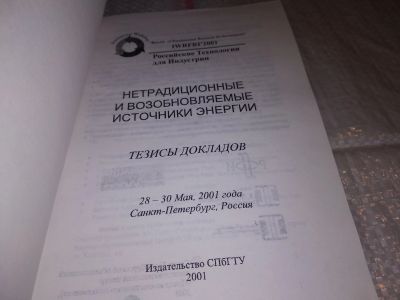 IWRFRI'2001
Российские Технологии
для Индустрии
НЕТРАДИЦИОННЫЕ
И ВОЗОБНОВЛЯЕМЫЕ
ИСТОЧНИКИ ЭНЕРГИИ
ТЕЗИСЫ ДОКЛАДОВ
28 – 30 Мая, 2001 года
Санкт-Петербург, Россия
Издательство СПбГТУ
2001